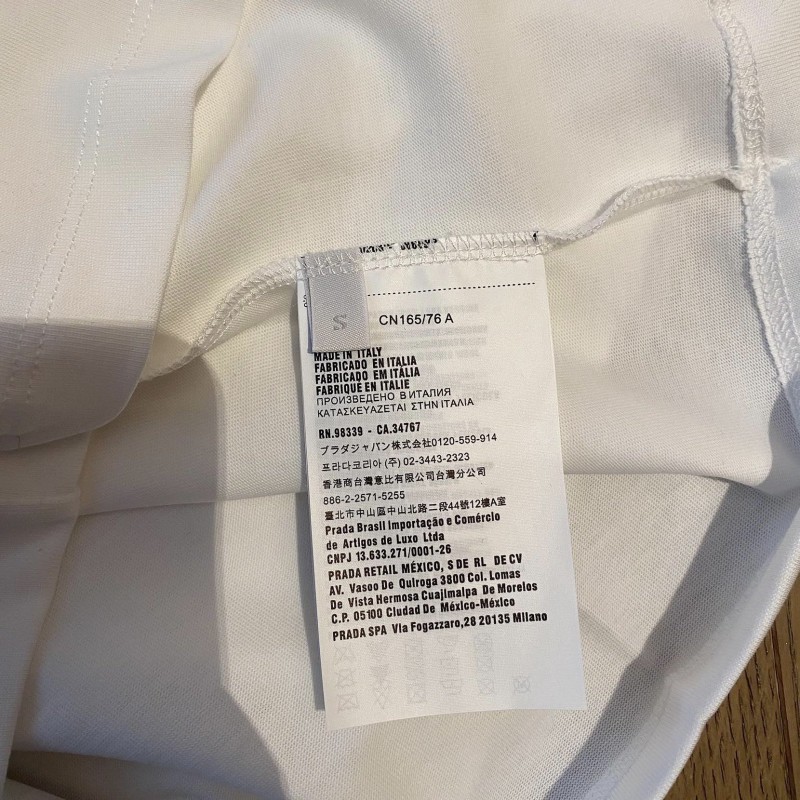 S
CN165/76 A
MADE IN ITALY
FABRICADO EN ITALIA
FABRICADO EM ITÁLIA
FABRIQUÉ EN ITALIE
ПРОИЗВЕДЕНО В ИТАЛИЯ
ΚΑΤΑΣΚΕΥΑΖΕΤΑΙ ΣΤΗΝ ΙΤΑΛΙΑ
RN.98339 - CA.34767
プラダジャパン株式会社0120-559-914
프라다코리아 (주) 02-3443-2323
香港商台灣意比有限公司台灣分公司
886-2-2571-5255
臺北市中山區中山北路二段44號12樓A室
Prada Brasil Importação e Comércio
de Artigos de Luxo Ltda
CNPJ 13.633.271/0001-26
PRADA RETAIL MÉXICO, S DE RL DE CV
AV. Vasoo De Quiroga 3800 Col. Lomas
De Vista Hermosa Cuajimalpa De Morelos
C.P. 05100 Ciudad De México-México
PRADA SPA Via Fogazzaro,28 20135 Milano